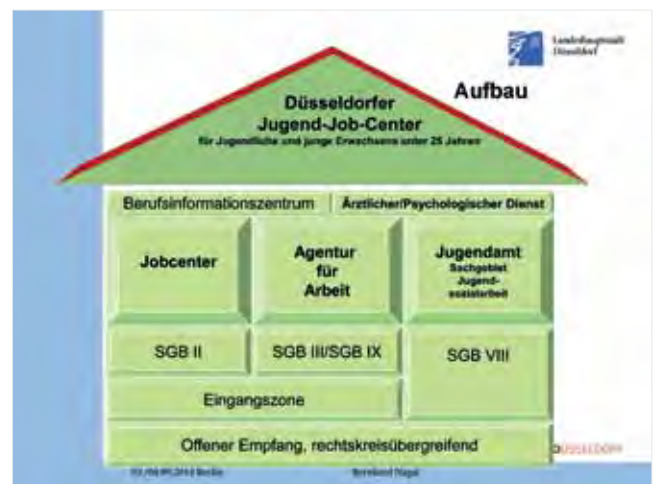 Landeshauptstadt
Düsseldorf
Aufbau
Düsseldorfer
Jugend-Job-Center
für Jugendliche und junge Erwachsene unter 25 Jahren
Berufsinformationszentrum
Ärztlicher/Psychologischer Dienst
Jobcenter
Agentur
für
Arbeit
Jugendamt
Sachgebiet
Jugend-
sozialarbeit
SGB II
SGB III/SGB IX
SGB VIII
Eingangszone
Offener Empfang, rechtskreisübergreifend
DÜSSELDORF
Berlin
Bernhard